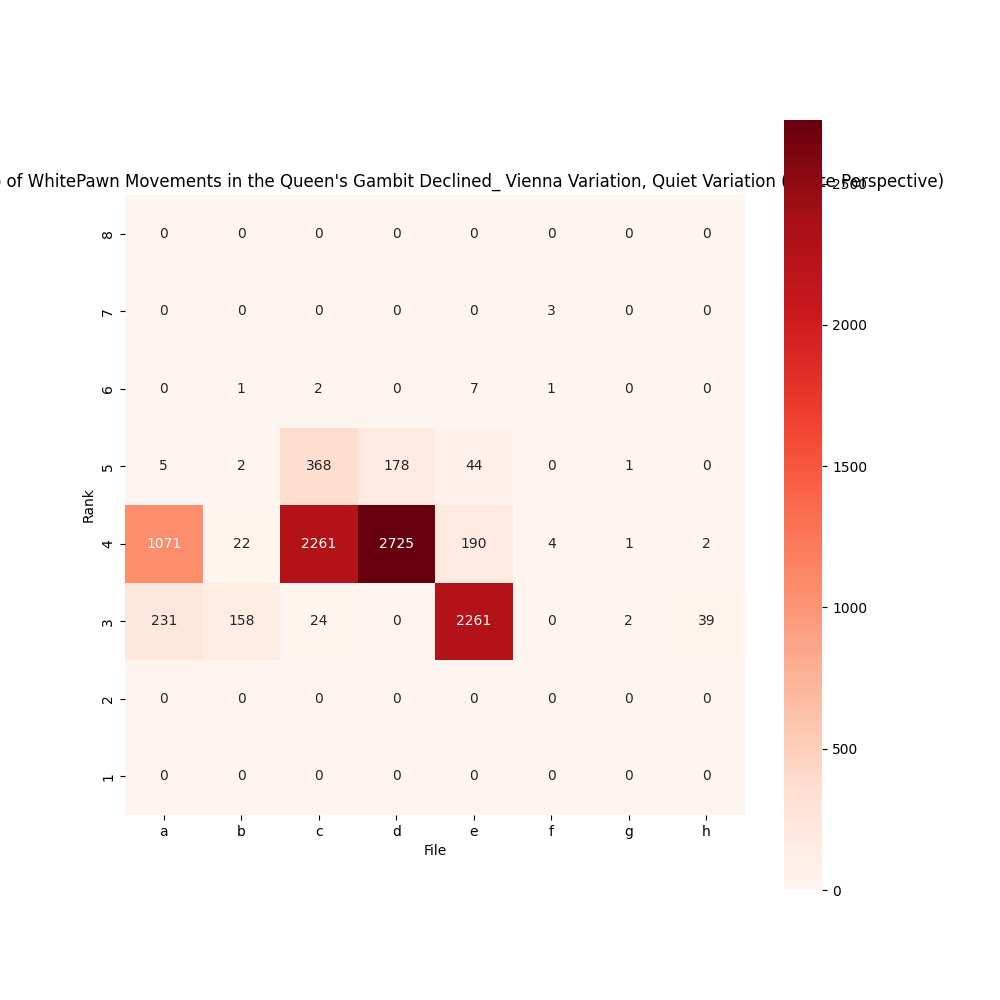 of WhitePawn Movements in the Queen's Gambit Declined_ Vienna Variation, Quiet Variation ( Perspective)
8 0 0 0 0 0 0 0 0
7 0 0 0 0 0 3 0 0
6 0 1 2 0 7 1 0 0
5 5 2 368 178 44 0 1 0
4 1071 22 2261 2725 190 4 1 2
3 231 158 24 0 2261 0 2 39
2 0 0 0 0 0 0 0 0
1 0 0 0 0 0 0 0 0
a b c d e f g h
File
Rank
2500
2000
1500
1000
500
0